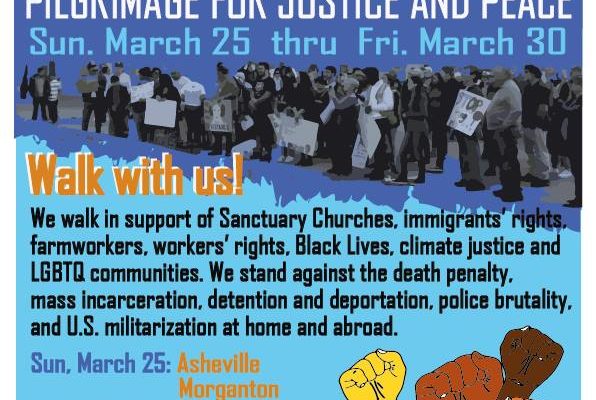 PILGRIMAGE FOR JUSTICE AND PEACE
Sun. March 25 thru Fri. March 30
STOP
Walk with us!
We walk in support of Sanctuary Churches, immigrants' rights,
farmworkers, workers' rights, Black Lives, climate justice and
LGBTQ communities. We stand against the death penalty,
mass incarceration, detention and deportation, police brutality,
and U.S. militarization at home and abroad.
Sun, March 25: Asheville
Morganton